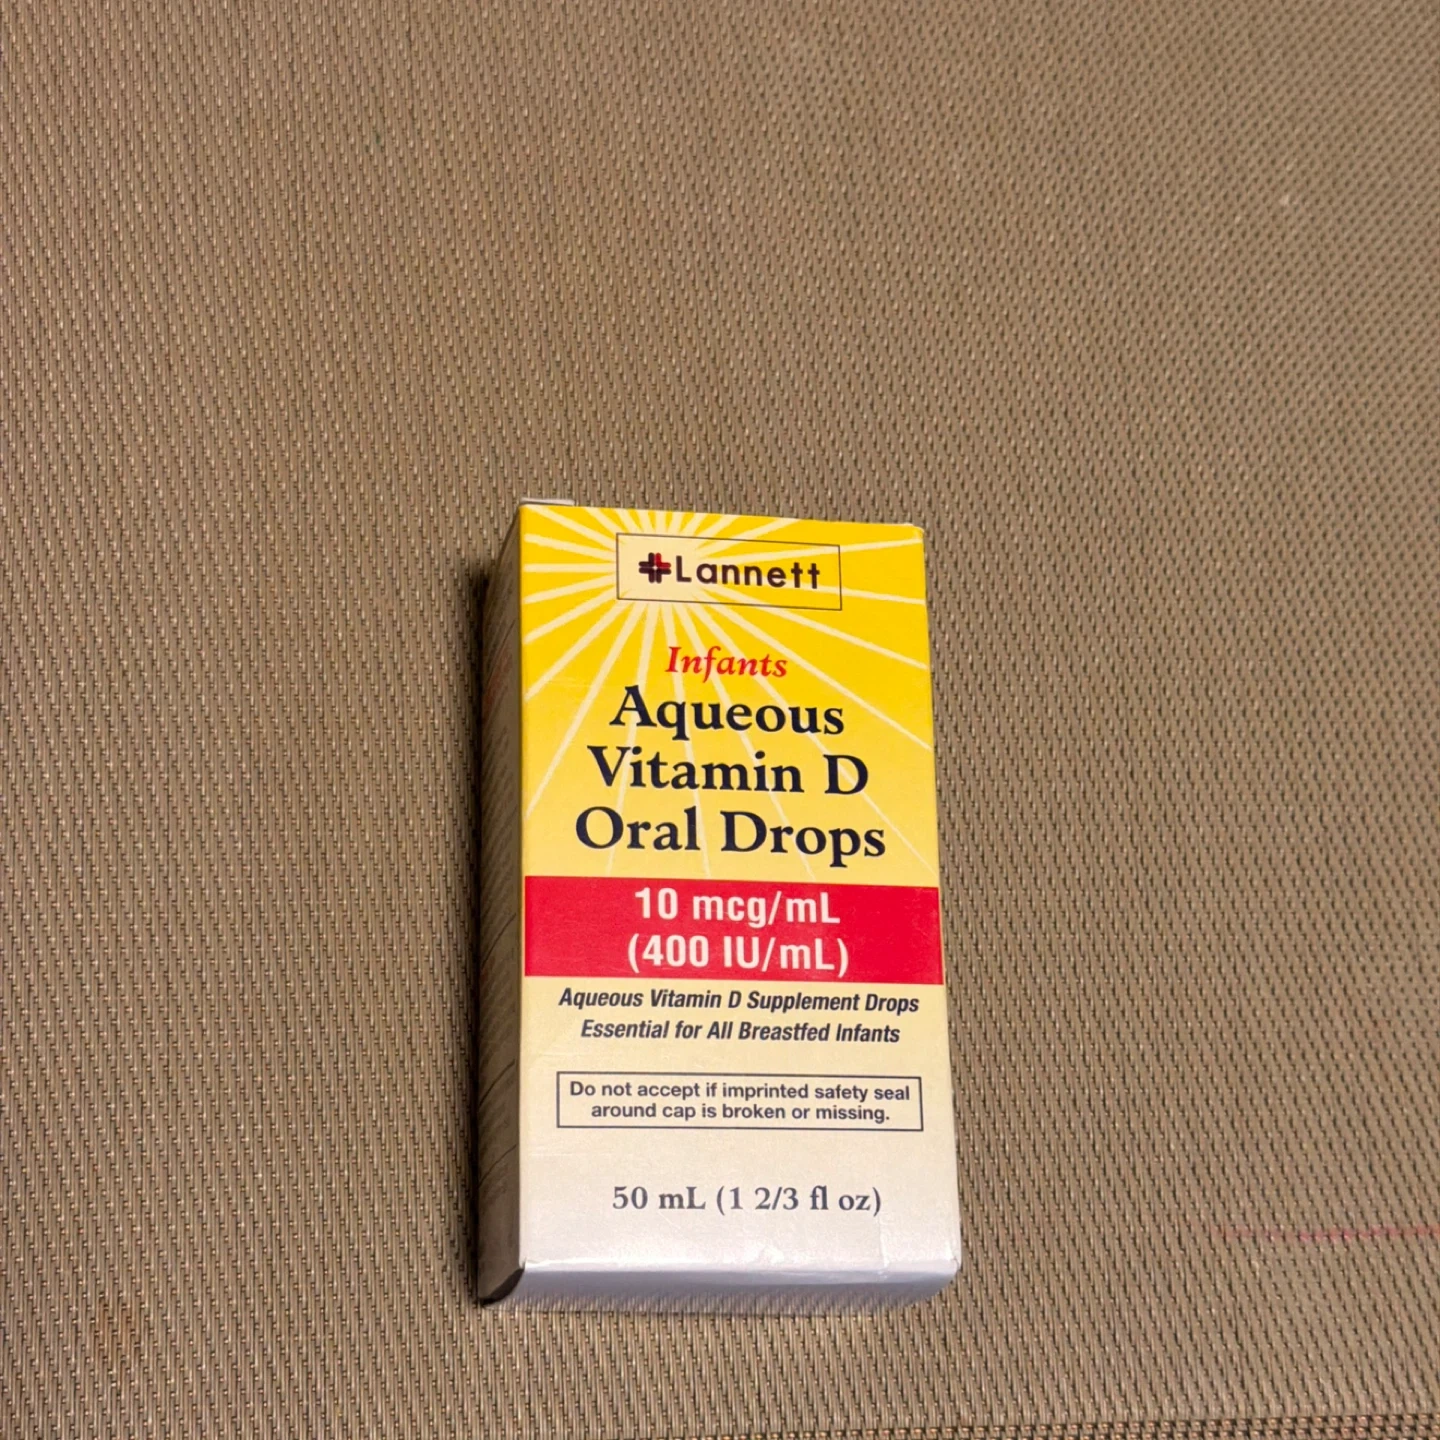 Lannett
Infants
Aqueous
Vitamin D
Oral Drops
10 mcg/mL
(400 IU/mL)
Aqueous Vitamin D Supplement Drops
Essential for All Breastfed Infants
Do not accept if imprinted safety seal
around cap is broken or missing.
50 mL (1 2/3 fl oz)